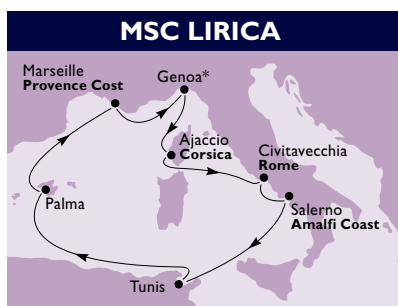 MSC LIRICA
Marseille
Provence Cost
Genoa*
Ajaccio
Corsica
Civitavecchia
Rome
Salerno
Amalfi Coast
Palma
Tunis